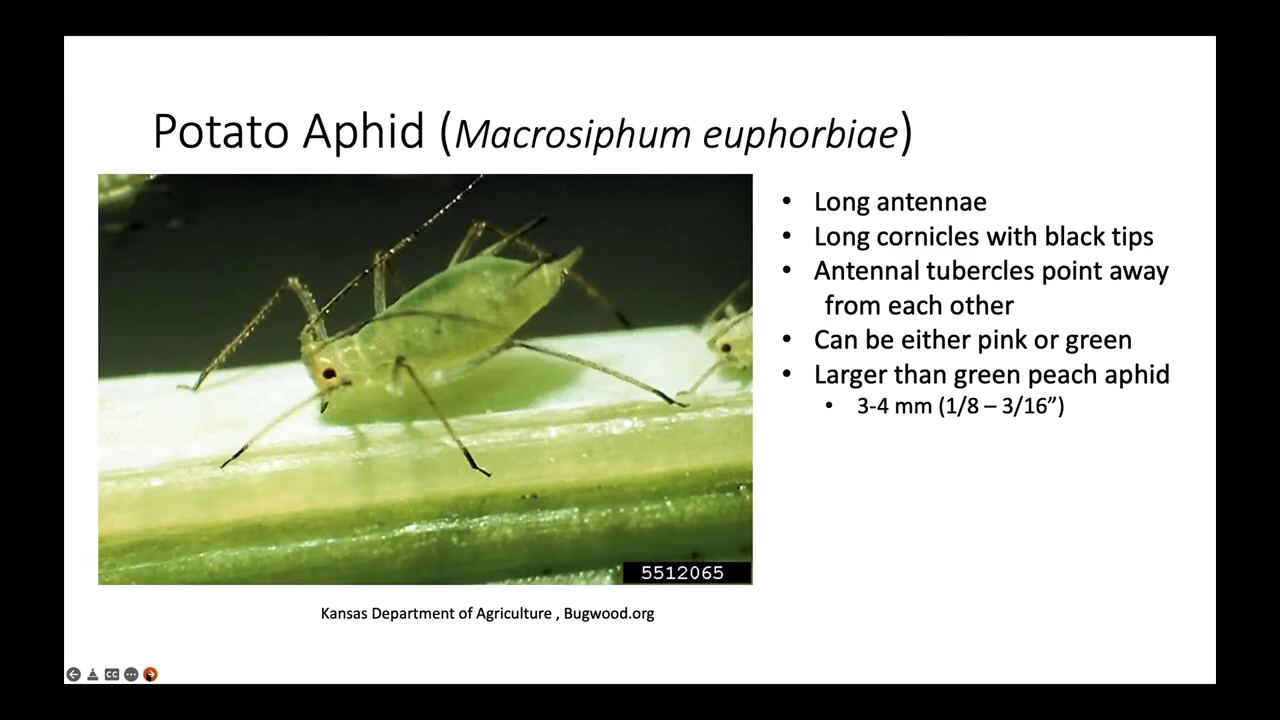 Potato Aphid (Macrosiphum euphorbiae)
• Long antennae
• Long cornicles with black tips
• Antennal tubercles point away
from each other
• Can be either pink or green
• Larger than green peach aphid
• 3-4 mm (1/8 – 3/16”)
5512065
Kansas Department of Agriculture , Bugwood.org
CC